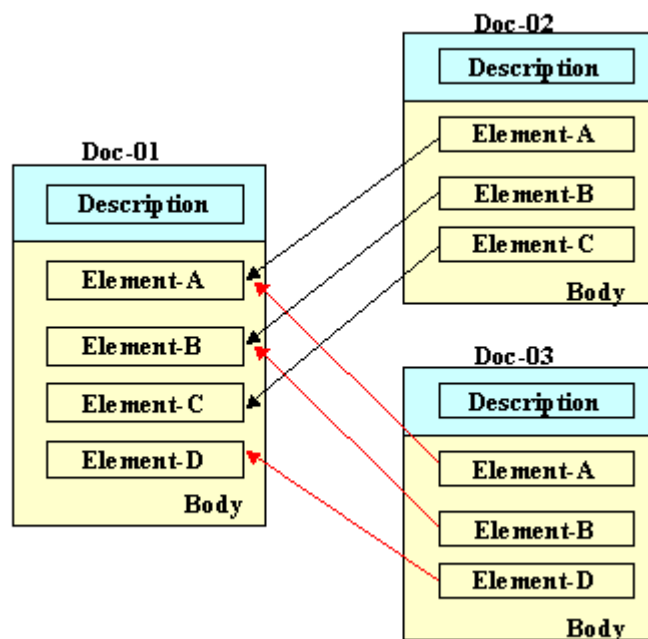 Doc-01
Description
Element-A
Element-B
Element-C
Element-D
Body
Doc-02
Description
Element-A
Element-B
Element-C
Body
Doc-03
Description
Element-A
Element-B
Element-D
Body